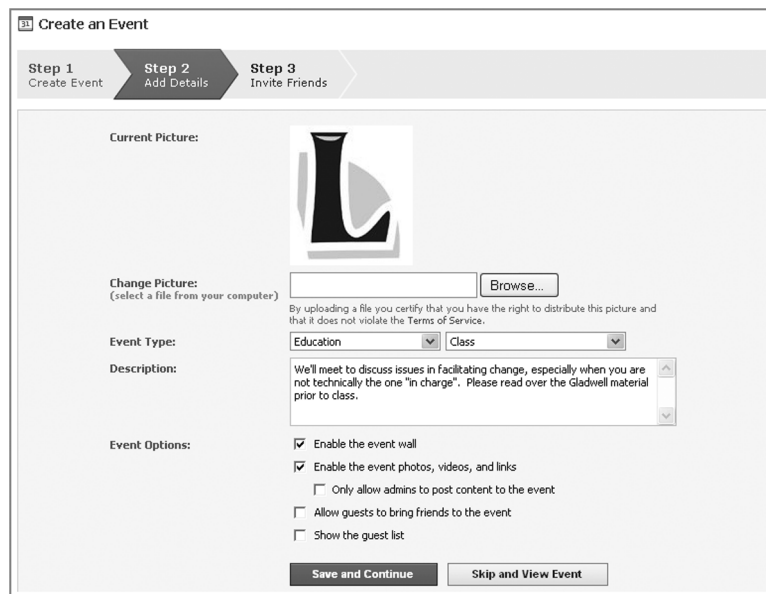 31 Create an Event
Step 1 Step 2 Step 3
Create Event Add Details Invite Friends
Current Picture:
L
Change Picture:
(select a file from your computer)
Browse...
By uploading a file you certify that you have the right to distribute this picture and
that it does not violate the Terms of Service.
Event Type: Education Class
Description: We'll meet to discuss issues in facilitating change, especially when you are
not technically the one "in charge". Please read over the Gladwell material
prior to class.
Event Options: Enable the event wall
Enable the event photos, videos, and links
Only allow admins to post content to the event
Allow guests to bring friends to the event
Show the guest list
Save and Continue Skip and View Event